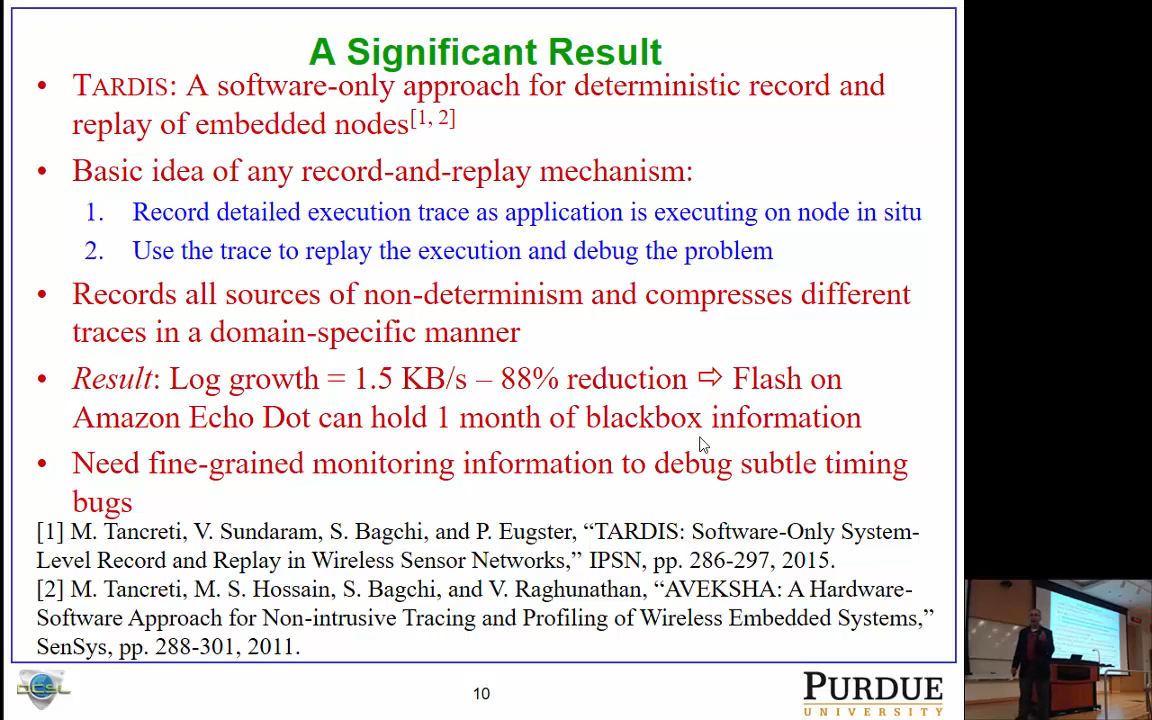 A Significant Result
• TARDIS: A software-only approach for deterministic record and
replay of embedded nodes[1, 2]
• Basic idea of any record-and-replay mechanism:
1. Record detailed execution trace as application is executing on node in situ
2. Use the trace to replay the execution and debug the problem
• Records all sources of non-determinism and compresses different
traces in a domain-specific manner
• Result: Log growth = 1.5 KB/s – 88% reduction ⇨ Flash on
Amazon Echo Dot can hold 1 month of blackbox information
• Need fine-grained monitoring information to debug subtle timing
bugs
[1] M. Tancreti, V. Sundaram, S. Bagchi, and P. Eugster, “TARDIS: Software-Only System-
Level Record and Replay in Wireless Sensor Networks,” IPSN, pp. 286-297, 2015.
[2] M. Tancreti, M. S. Hossain, S. Bagchi, and V. Raghunathan, “AVEKSHA: A Hardware-
Software Approach for Non-intrusive Tracing and Profiling of Wireless Embedded Systems,”
SenSys, pp. 288-301, 2011.
DCSL
10
PURDUE
UNIVERSITY